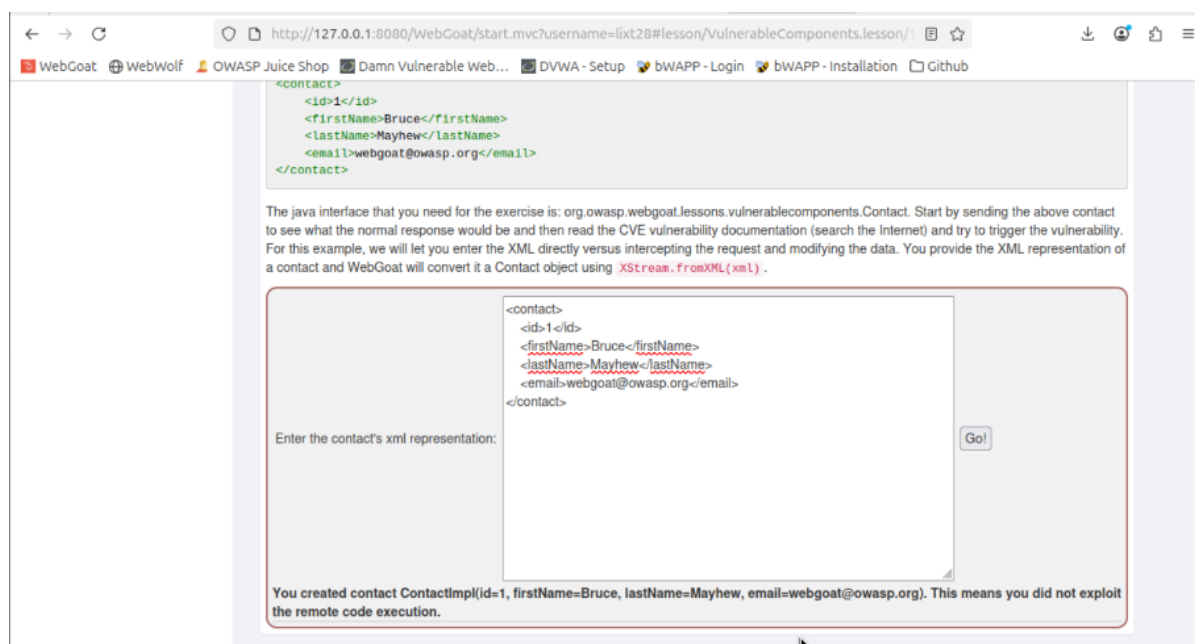 http://127.0.0.1:8080/WebGoat/start.mvc?username=lixt28#lesson/VulnerableComponents.lesson/
WebGoat WebWolf OWASP Juice Shop Damn Vulnerable Web... DVWA - Setup bWAPP - Login bWAPP - Installation Github
<contact>
<id>1</id>
<firstName>Bruce</firstName>
<lastName>Mayhew</lastName>
<email>webgoat@owasp.org</email>
</contact>
The java interface that you need for the exercise is: org.owasp.webgoat.lessons.vulnerablecomponents.Contact. Start by sending the above contact
to see what the normal response would be and then read the CVE vulnerability documentation (search the Internet) and try to trigger the vulnerability.
For this example, we will let you enter the XML directly versus intercepting the request and modifying the data. You provide the XML representation of
a contact and WebGoat will convert it a Contact object using XStream.fromXML(xml).
<contact>
<id>1</id>
<firstName>Bruce</firstName>
<lastName>Mayhew</lastName>
<email>webgoat@owasp.org</email>
</contact>
Enter the contact's xml representation:
Go!
You created contact ContactImpl(id=1, firstName=Bruce, lastName=Mayhew, email=webgoat@owasp.org). This means you did not exploit
the remote code execution.